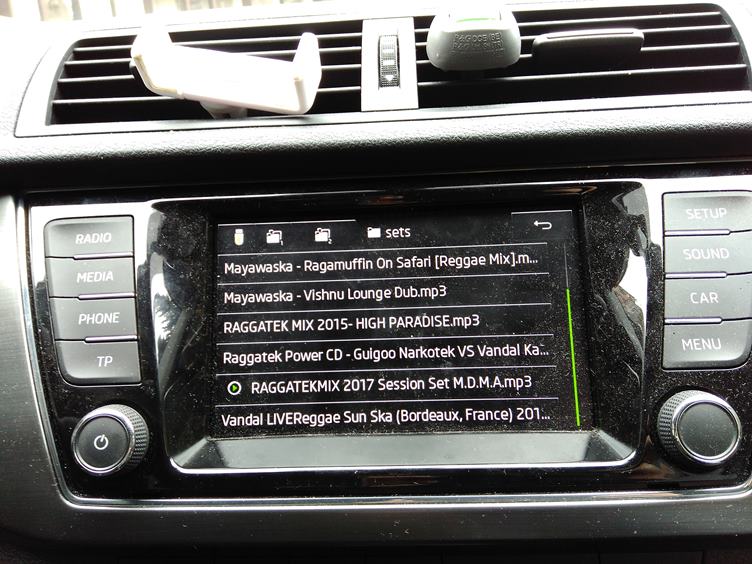 1
2
sets
Mayawaska - Ragamuffin On Safari [Reggae Mix].m...
Mayawaska - Vishnu Lounge Dub.mp3
RAGGATEK MIX 2015- HIGH PARADISE.mp3
Raggatek Power CD - Gulgoo Narkotek VS Vandal Ka...
RAGGATEKMIX 2017 Session Set M.D.M.A.mp3
Vandal LIVEReggae Sun Ska (Bordeaux, France) 201...
RADIO
MEDIA
PHONE
TP
SETUP
SOUND
CAR
MENU